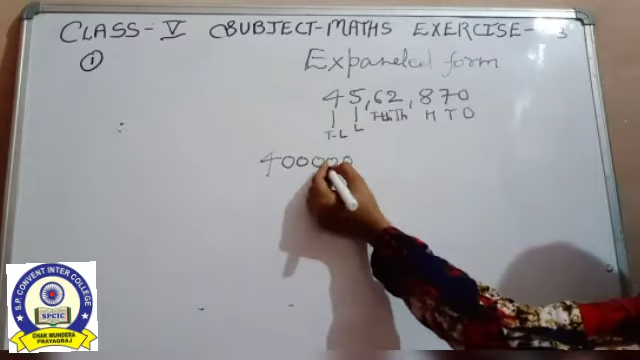 CLASS-V SUBJECT-MATHS EXERCISE-3
① Expanded form
45,62,870
T-L L T-th Th H T O
400000
S.P. CONVENT INTER COLLEGE
SPCIC
CHAK MUNDERA
PRAYAGRAJ